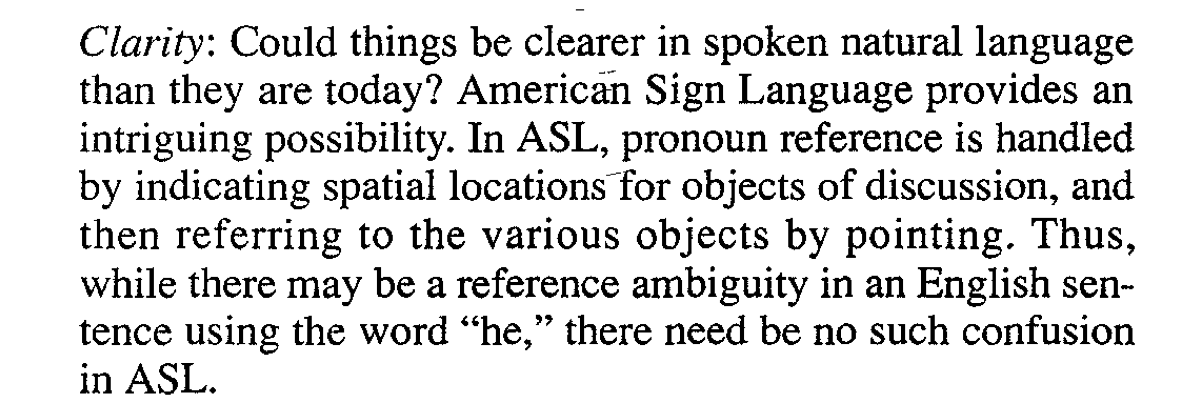 Clarity: Could things be clearer in spoken natural language
than they are today? American Sign Language provides an
intriguing possibility. In ASL, pronoun reference is handled
by indicating spatial locations for objects of discussion, and
then referring to the various objects by pointing. Thus,
while there may be a reference ambiguity in an English sen-
tence using the word “he,” there need be no such confusion
in ASL.